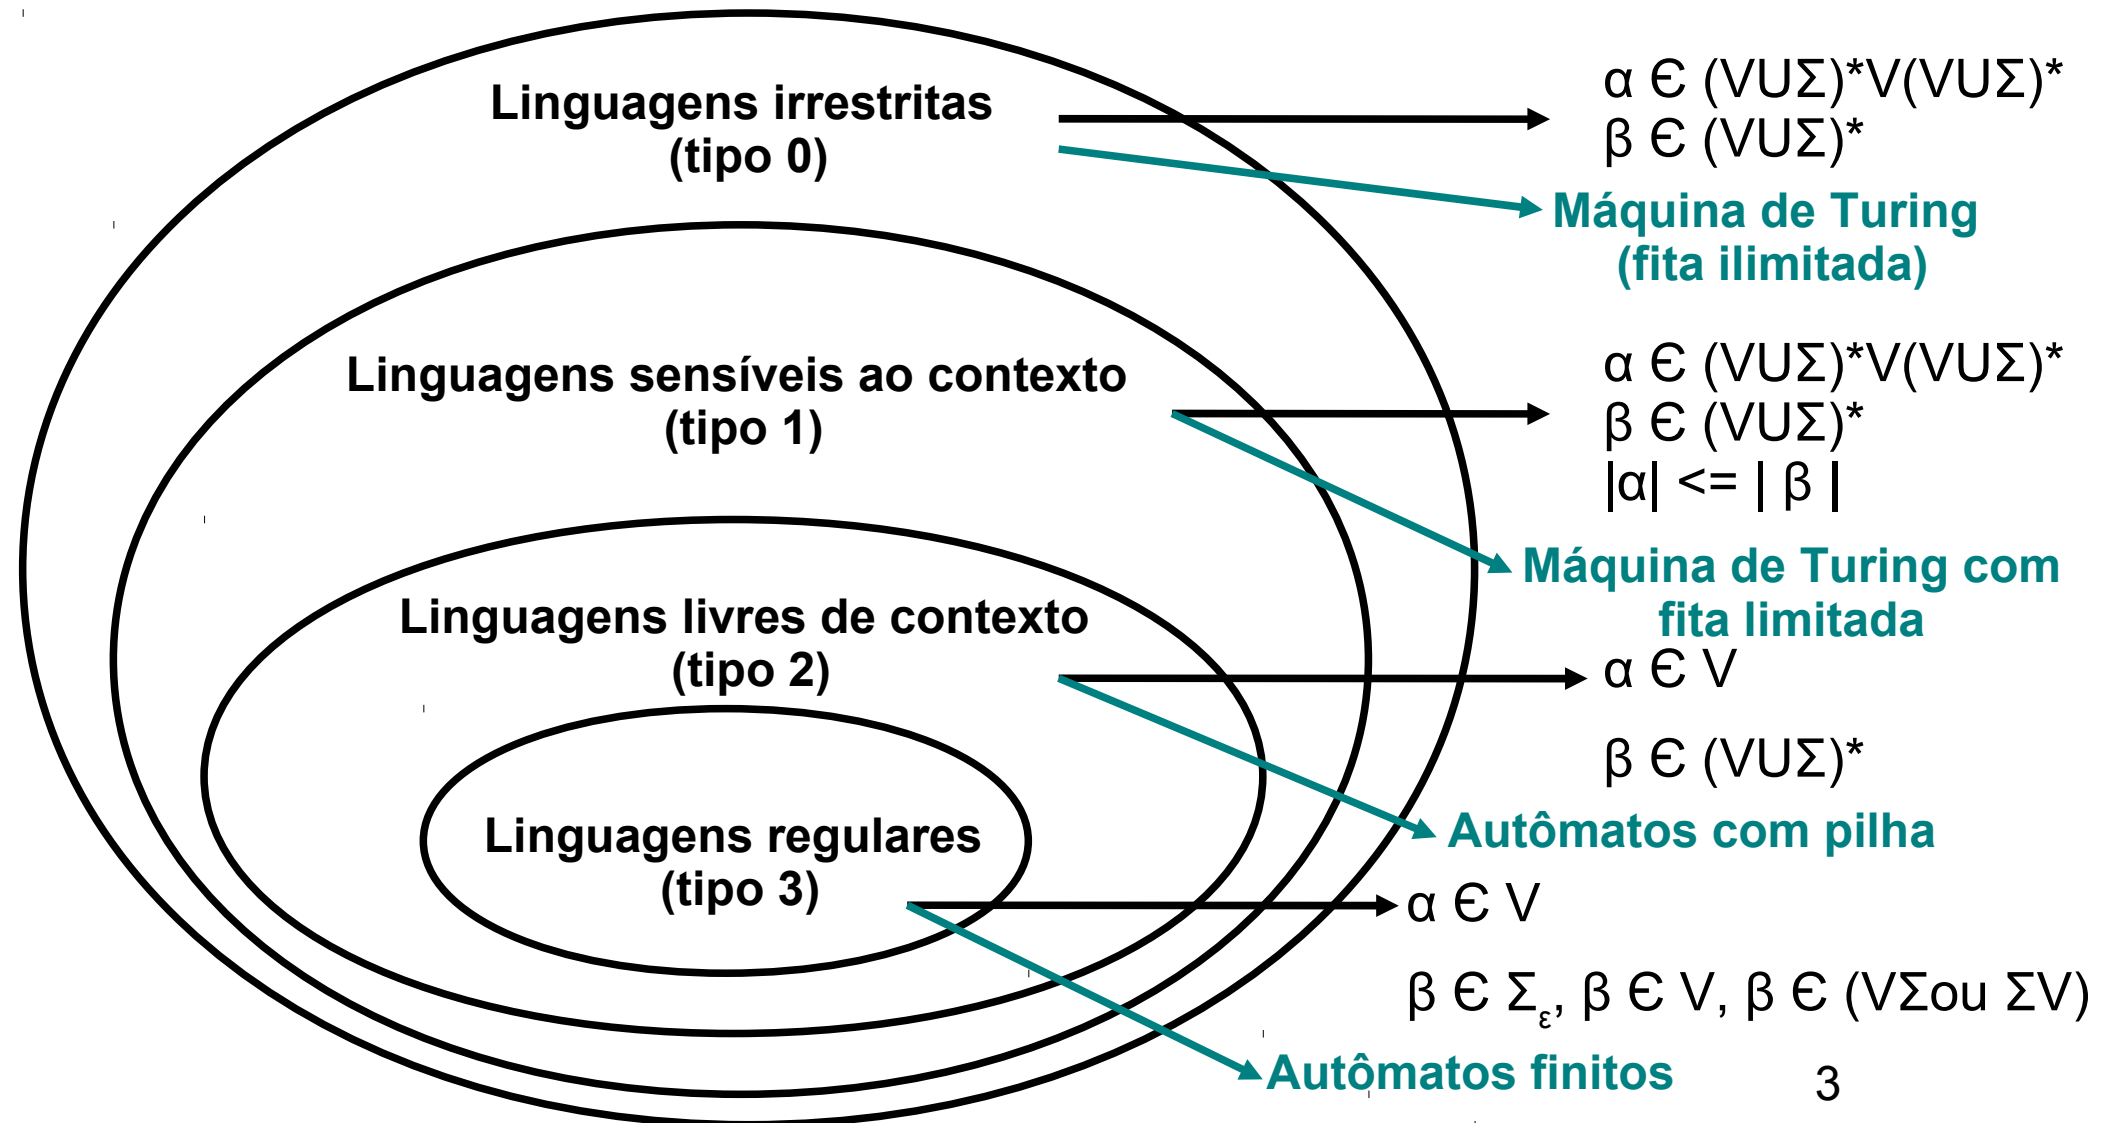 Linguagens irrestritas
(tipo 0)
α Є (VUΣ)*V(VUΣ)*
β Є (VUΣ)*
Máquina de Turing
(fita ilimitada)
Linguagens sensíveis ao contexto
(tipo 1)
α Є (VUΣ)*V(VUΣ)*
β Є (VUΣ)*
|α| <= | β |
Máquina de Turing com
fita limitada
Linguagens livres de contexto
(tipo 2)
α Є V
β Є (VUΣ)*
Autômatos com pilha
Linguagens regulares
(tipo 3)
α Є V
β Є Σε, β Є V, β Є (VΣou ΣV)
Autômatos finitos
3